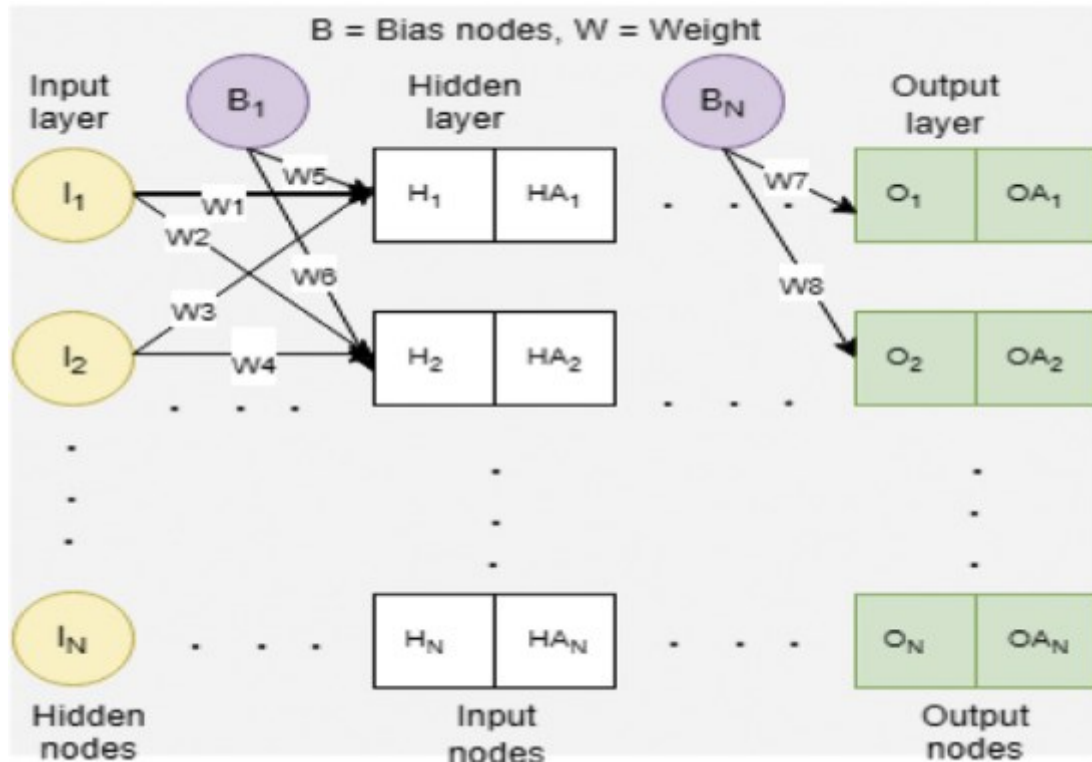 B = Bias nodes, W = Weight
Input
layer
B1
Hidden
layer
BN
Output
layer
I1
W1
W2
W5
H1
HA1
W7
O1
OA1
W3
W6
W8
I2
W4
H2
HA2
O2
OA2
IN
HN
HAN
ON
OAN
Hidden
nodes
Input
nodes
Output
nodes